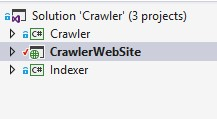 Solution 'Crawler' (3 projects)
C# Crawler
CrawlerWebSite
C# Indexer